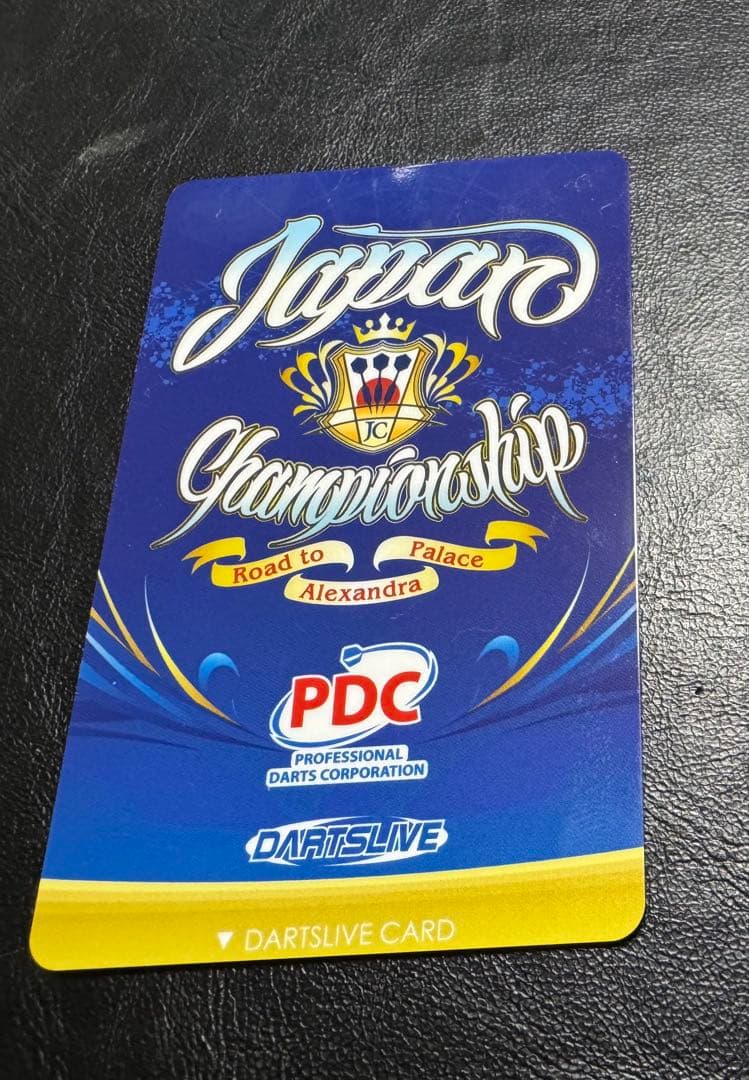 Japan
JC
Championship
Road to Alexandra Palace
PDC
PROFESSIONAL
DARTS CORPORATION
DARTSLIVE
▼ DARTSLIVE CARD